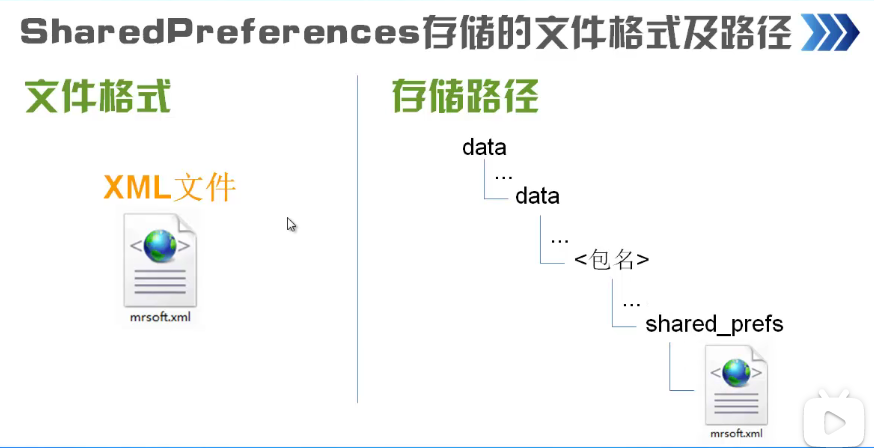 SharedPreferences存储的文件格式及路径
文件格式
XML文件
mrsoft.xml
存储路径
data
...
data
...
<包名>
...
shared_prefs
mrsoft.xml